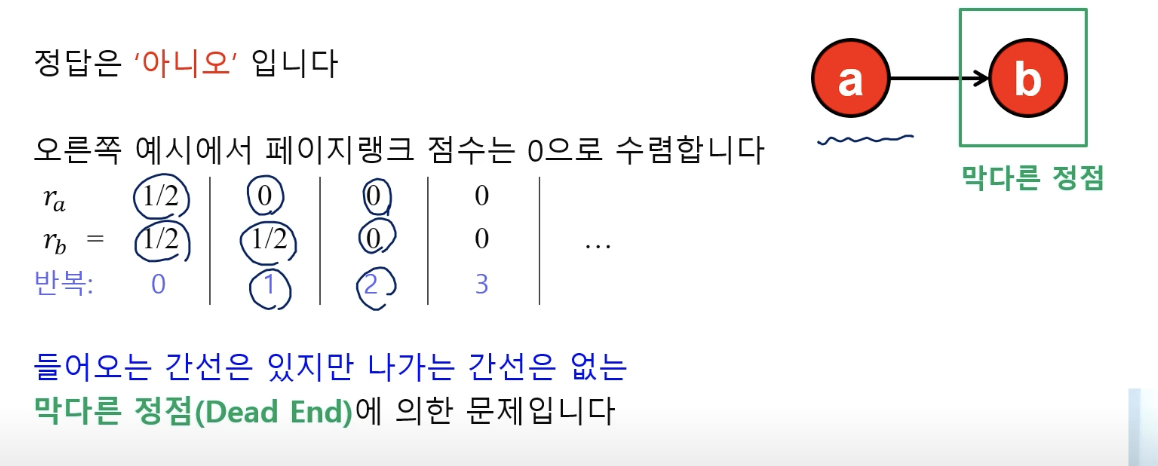 정답은 ‘아니오’ 입니다
a
b
막다른 정점
오른쪽 예시에서 페이지랭크 점수는 0으로 수렴합니다
rₐ 1/2 0 0 0
r_b = 1/2 1/2 0 0 …
반복: 0 1 2 3
들어오는 간선은 있지만 나가는 간선은 없는
막다른 정점(Dead End)에 의한 문제입니다